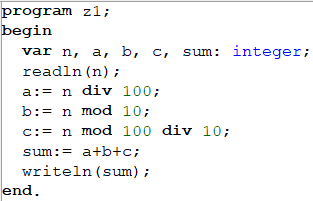 program z1;
begin
var n, a, b, c, sum: integer;
readln(n);
a:= n div 100;
b:= n mod 10;
c:= n mod 100 div 10;
sum:= a+b+c;
writeln(sum);
end.